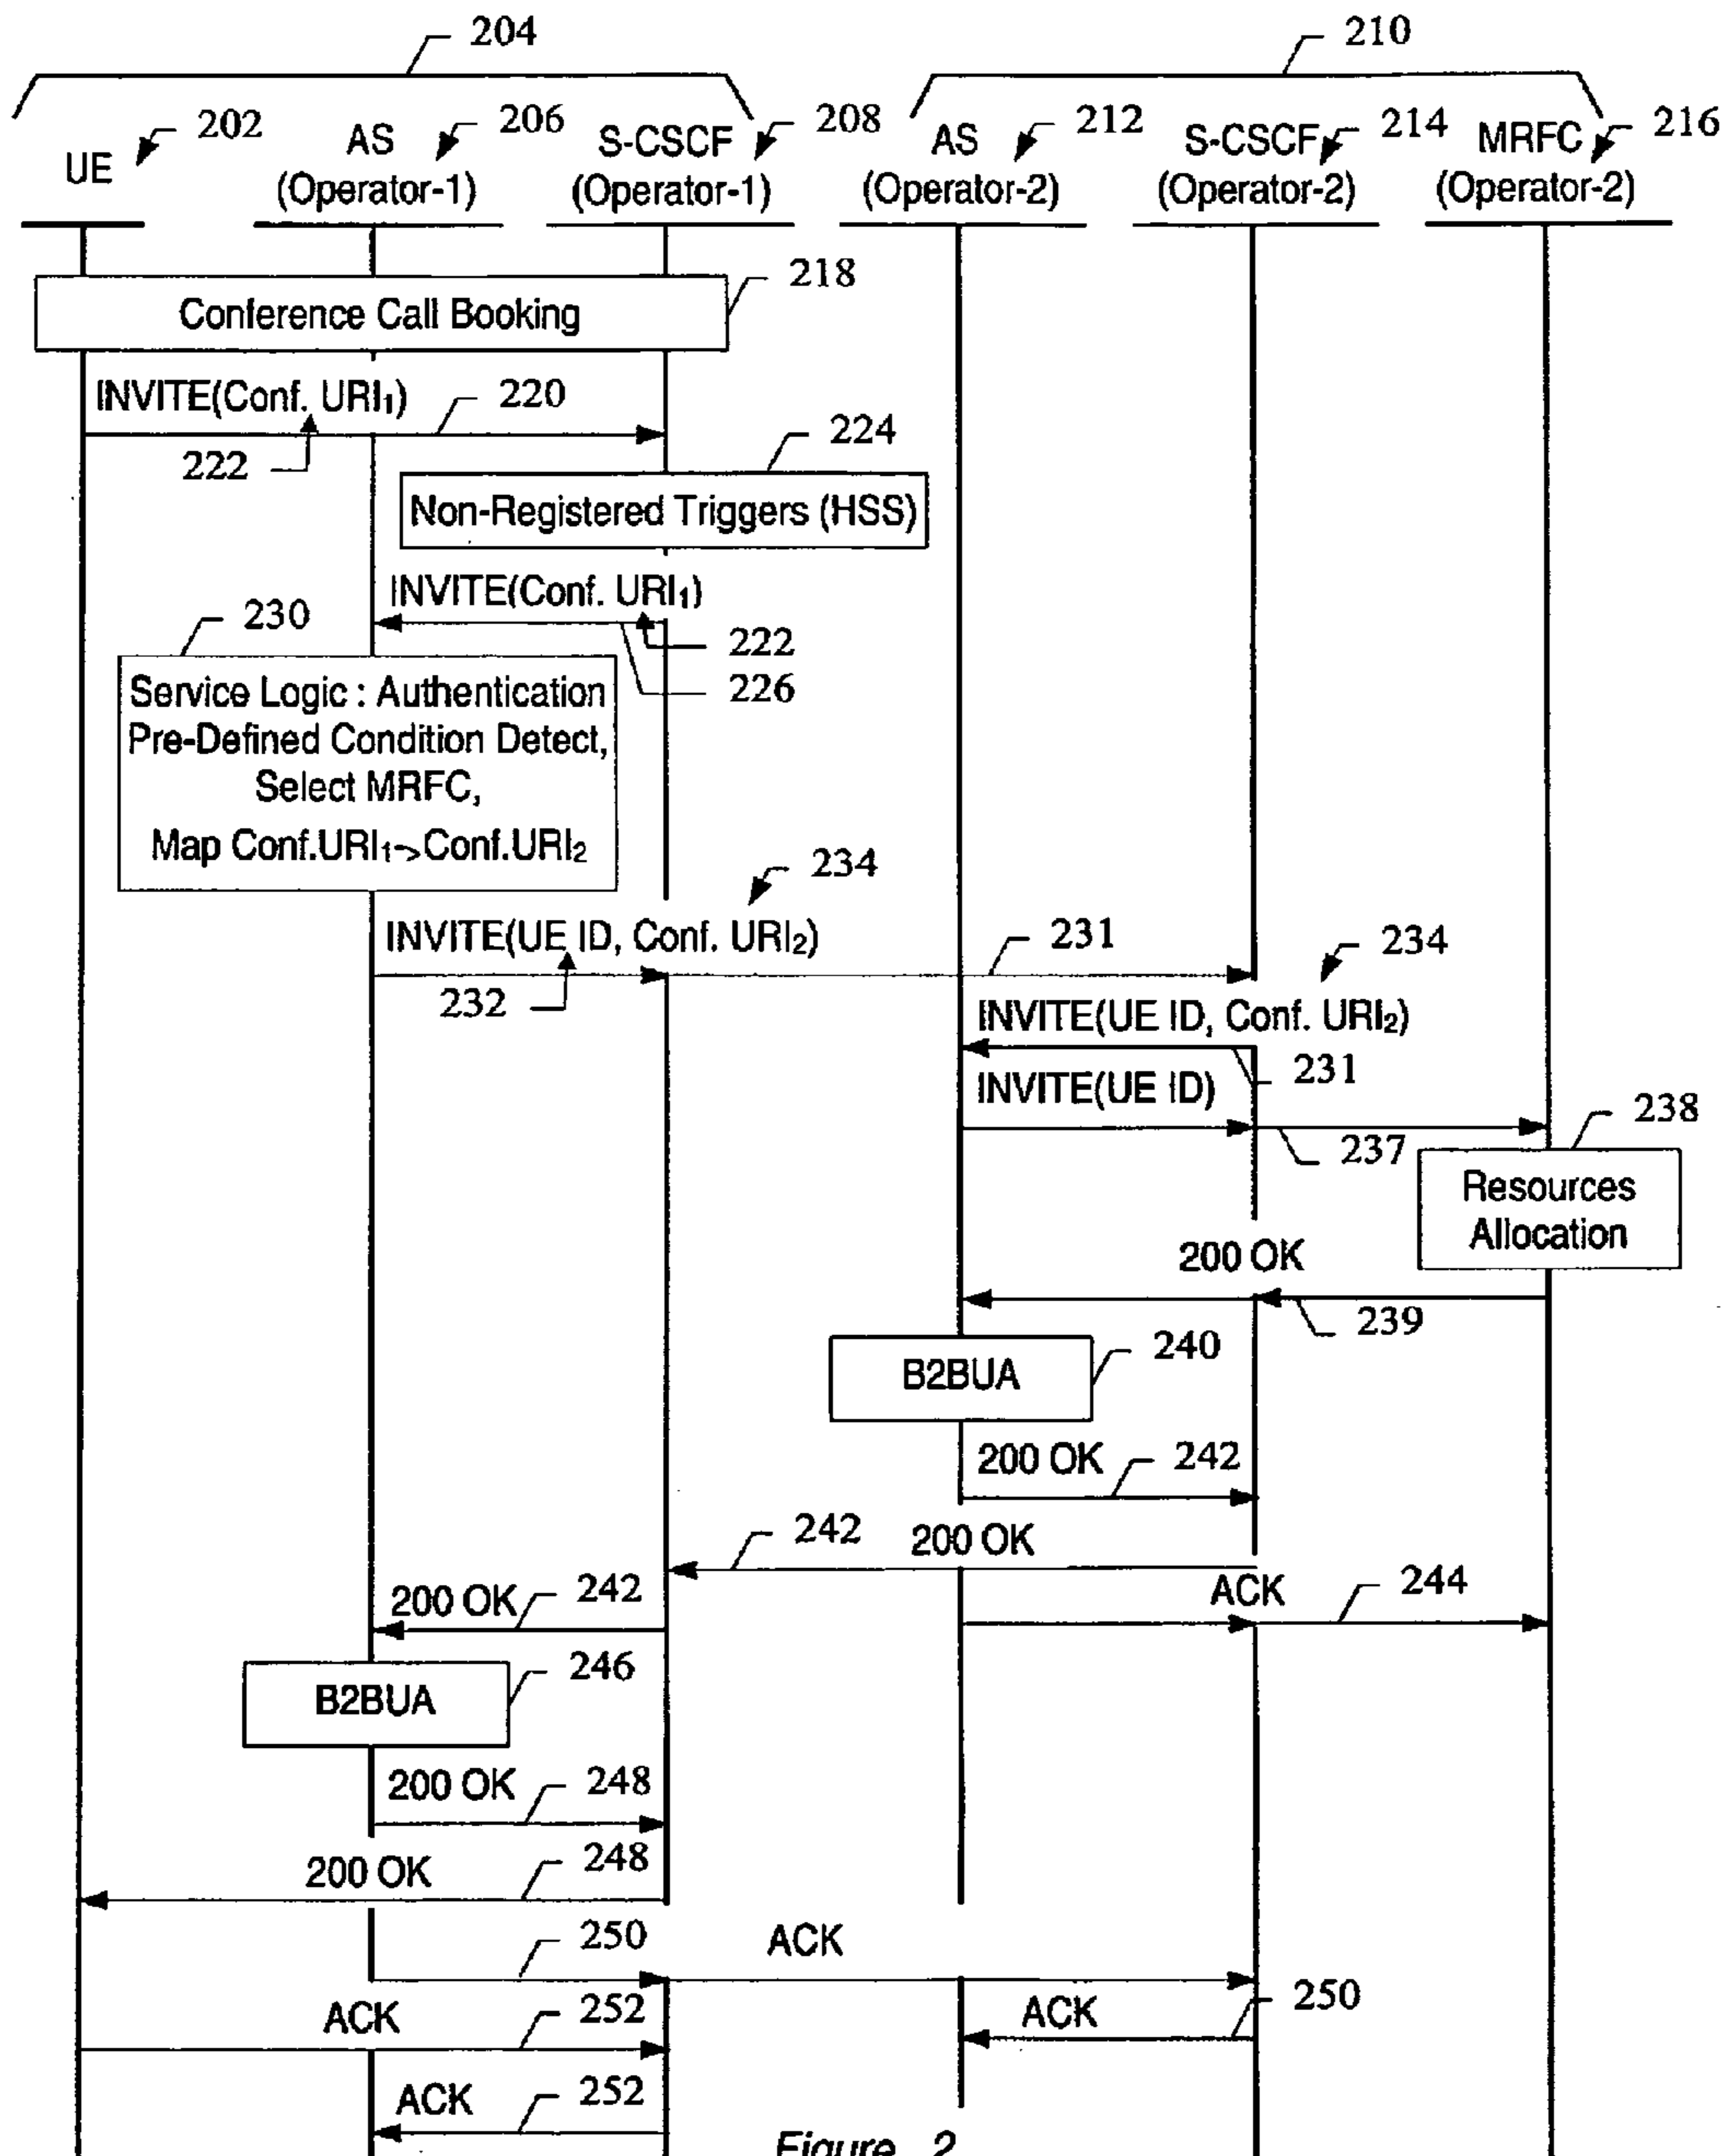 204
210
202
206
208
212
214
216
UE
AS
(Operator-1)
S-CSCF
(Operator-1)
AS
(Operator-2)
S-CSCF
(Operator-2)
MRFC
(Operator-2)
218
Conference Call Booking
INVITE(Conf. URI₁)
220
222
224
Non-Registered Triggers (HSS)
INVITE(Conf. URI₁)
222
226
230
Service Logic : Authentication
Pre-Defined Condition Detect,
Select MRFC,
Map Conf.URI₁->Conf.URI₂
234
INVITE(UE ID, Conf. URI₂)
232
231
234
INVITE(UE ID, Conf. URI₂)
231
INVITE(UE ID)
237
238
Resources
Allocation
200 OK
239
240
B2BUA
200 OK
242
242
200 OK
200 OK
242
ACK
244
246
B2BUA
200 OK
248
200 OK
248
250
ACK
ACK
252
ACK
250
ACK
252
Figure 2